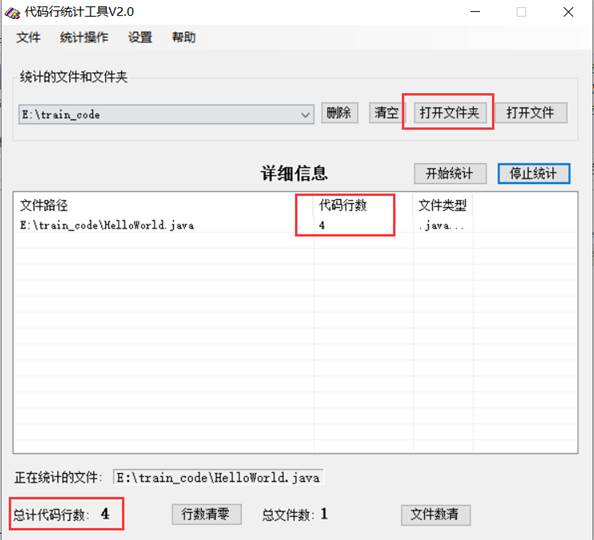 代码行统计工具V2.0
文件 统计操作 设置 帮助
统计的文件和文件夹
E:\train_code 删除 清空 打开文件夹 打开文件
详细信息 开始统计 停止统计
文件路径 代码行数 文件类型
E:\train_code\HelloWorld.java 4 .java...
正在统计的文件: E:\train_code\HelloWorld.java
总计代码行数: 4 行数清零 总文件数: 1 文件数清